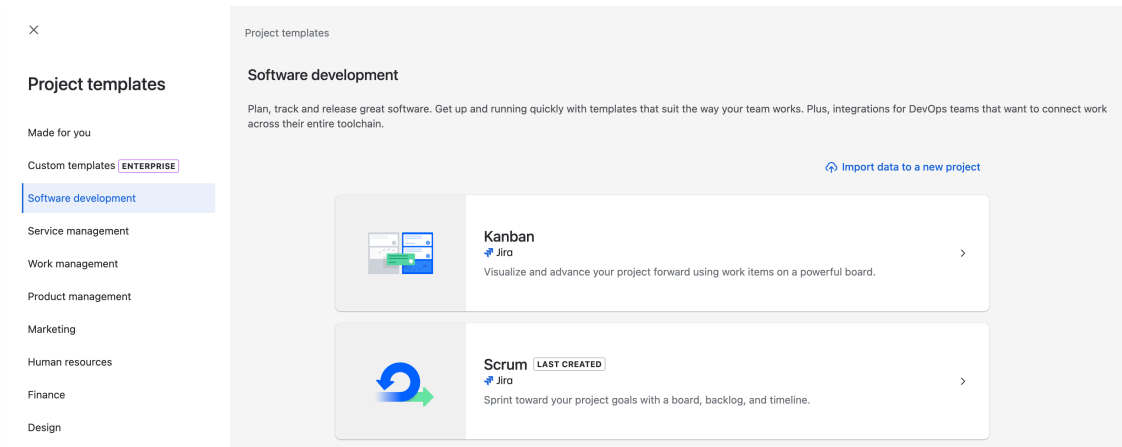 Project templates
Made for you
Custom templates ENTERPRISE
Software development
Service management
Work management
Product management
Marketing
Human resources
Finance
Design
Project templates
Software development
Plan, track and release great software. Get up and running quickly with templates that suit the way your team works. Plus, integrations for DevOps teams that want to connect work
across their entire toolchain.
Import data to a new project
Kanban
Jira
Visualize and advance your project forward using work items on a powerful board.
Scrum LAST CREATED
Jira
Sprint toward your project goals with a board, backlog, and timeline.